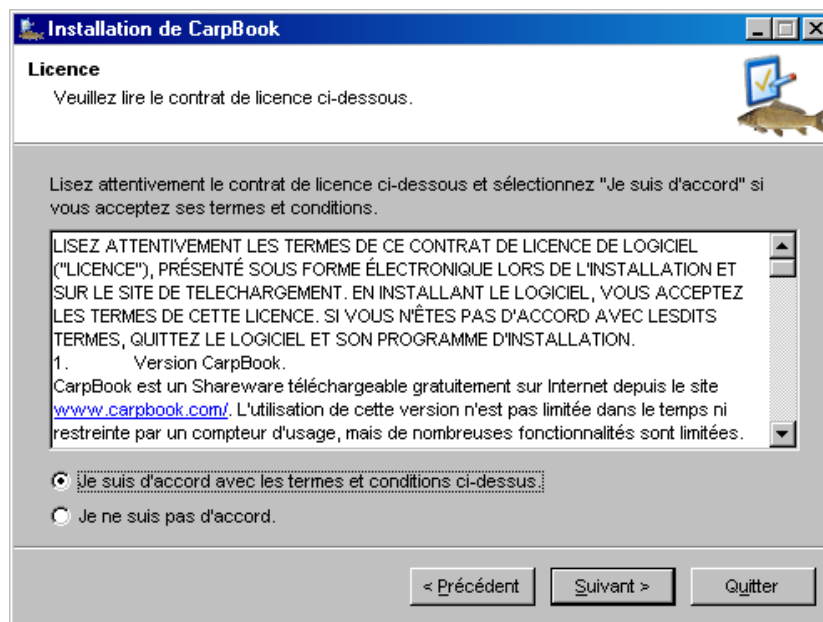 Installation de CarpBook
Licence
Veuillez lire le contrat de licence ci-dessous.
Lisez attentivement le contrat de licence ci-dessous et sélectionnez "Je suis d'accord" si
vous acceptez ses termes et conditions.
LISEZ ATTENTIVEMENT LES TERMES DE CE CONTRAT DE LICENCE DE LOGICIEL
("LICENCE"), PRÉSENTÉ SOUS FORME ÉLECTRONIQUE LORS DE L'INSTALLATION ET
SUR LE SITE DE TELECHARGEMENT. EN INSTALLANT LE LOGICIEL, VOUS ACCEPTEZ
LES TERMES DE CETTE LICENCE. SI VOUS N'ÊTES PAS D'ACCORD AVEC LESDITS
TERMES, QUITTEZ LE LOGICIEL ET SON PROGRAMME D'INSTALLATION.
1. Version CarpBook.
CarpBook est un Shareware téléchargeable gratuitement sur Internet depuis le site
www.carpbook.com/. L'utilisation de cette version n'est pas limitée dans le temps ni
restreinte par un compteur d'usage, mais de nombreuses fonctionnalités sont limitées.
Je suis d'accord avec les termes et conditions ci-dessus.
Je ne suis pas d'accord.
< Précédent
Suivant >
Quitter